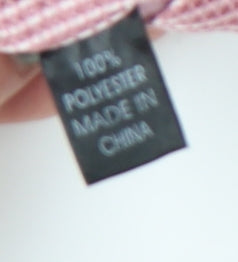 100%
POLYESTER
MADE IN
CHINA